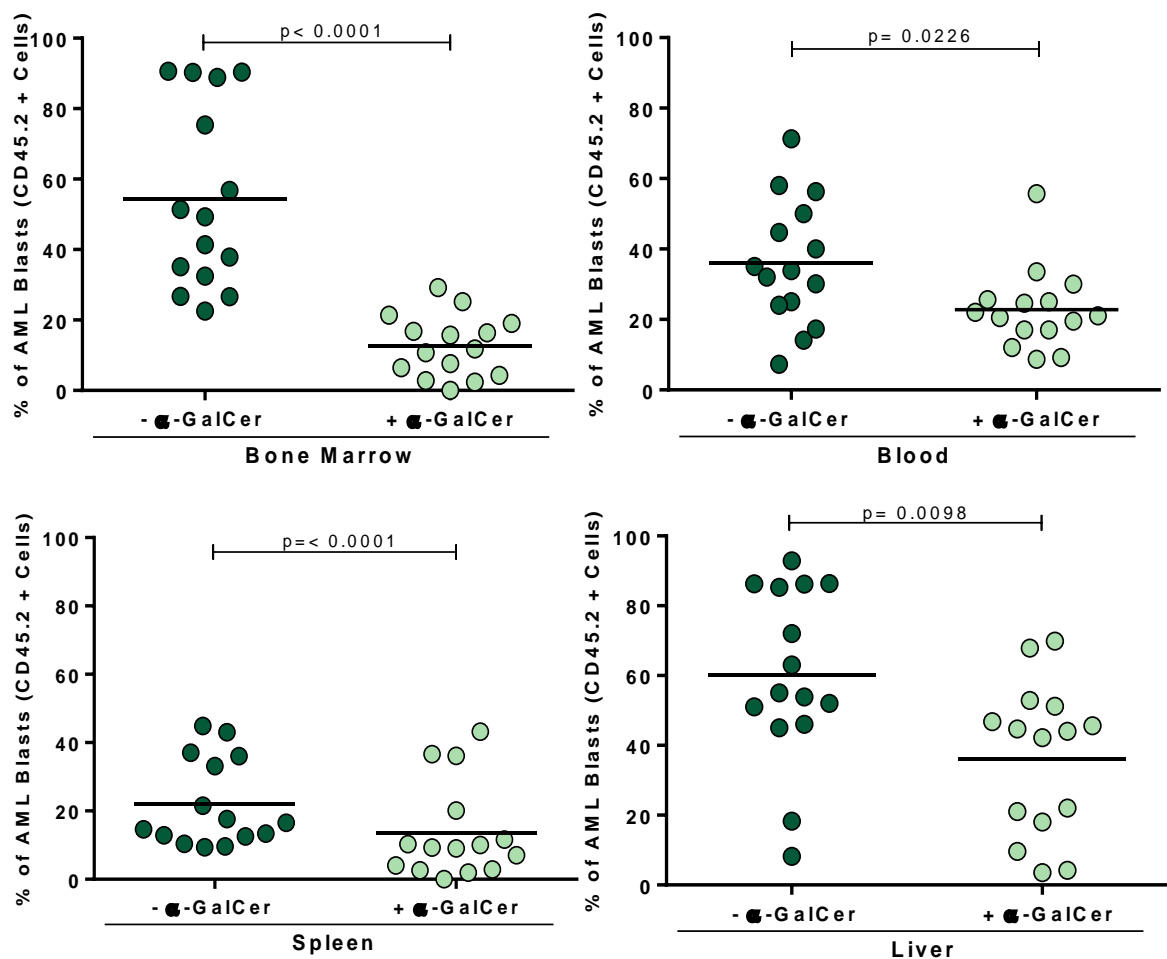 % of AML Blasts (CD45.2 + Cells)
100
80
60
40
20
0
p< 0.0001
- α-GalCer
+ α-GalCer
Bone Marrow
% of AML Blasts (CD45.2 + Cells)
100
80
60
40
20
0
p= 0.0226
- α-GalCer
+ α-GalCer
Blood
% of AML Blasts (CD45.2 + Cells)
100
80
60
40
20
0
p=< 0.0001
- α-GalCer
+ α-GalCer
Spleen
% of AML Blasts (CD45.2 + Cells)
100
80
60
40
20
0
p= 0.0098
- α-GalCer
+ α-GalCer
Liver